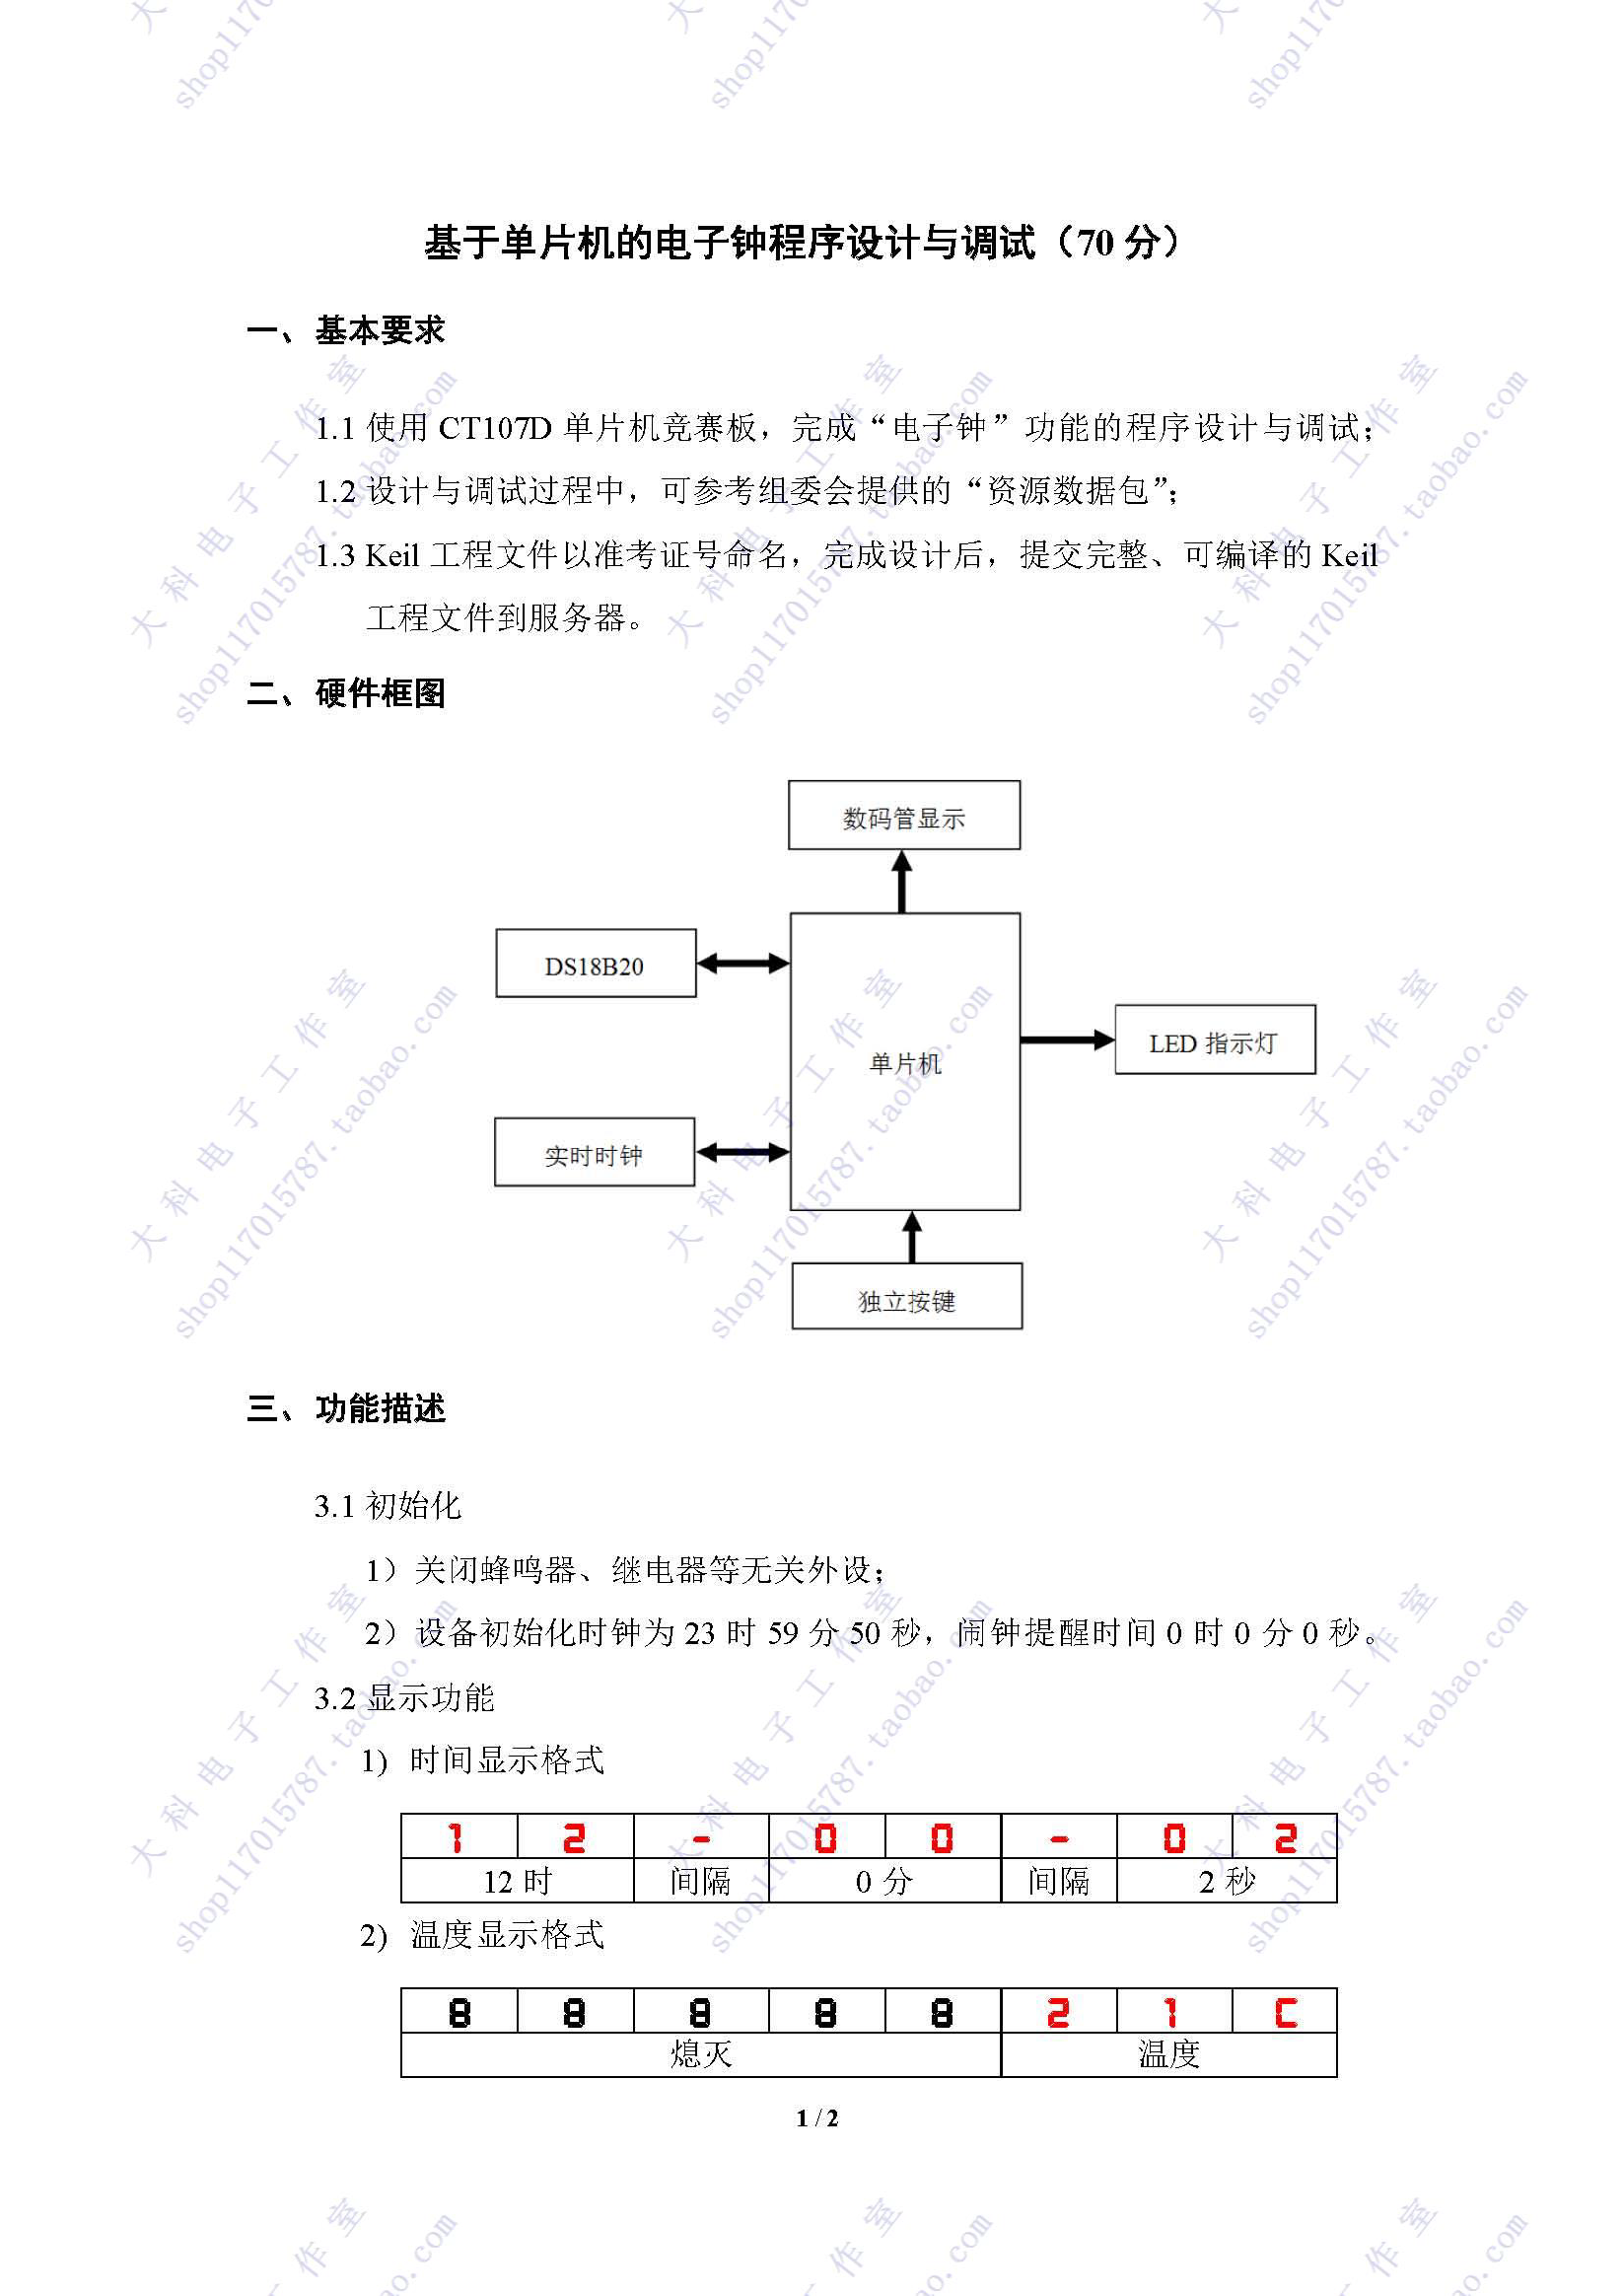 基于单片机的电子钟程序设计与调试（70 分）
一、 基本要求
1.1 使用 CT107D 单片机竞赛板，完成“电子钟”功能的程序设计与调试；
1.2 设计与调试过程中，可参考组委会提供的“资源数据包”；
1.3 Keil 工程文件以准考证号命名，完成设计后，提交完整、可编译的 Keil
工程文件到服务器。
二、 硬件框图
数码管显示
DS18B20
LED 指示灯
单片机
实时时钟
独立按键
三、 功能描述
3.1 初始化
1）关闭蜂鸣器、继电器等无关外设；
2）设备初始化时钟为 23 时 59 分 50 秒，闹钟提醒时间 0 时 0 分 0 秒。
3.2 显示功能
1） 时间显示格式
1 2 - 0 0 - 0 2
12 时 间隔 0 分 间隔 2 秒
2） 温度显示格式
8 8 8 8 8 2 1 C
熄灭 温度
1 / 2
大科电子工作室
shop117015787.taobao.com